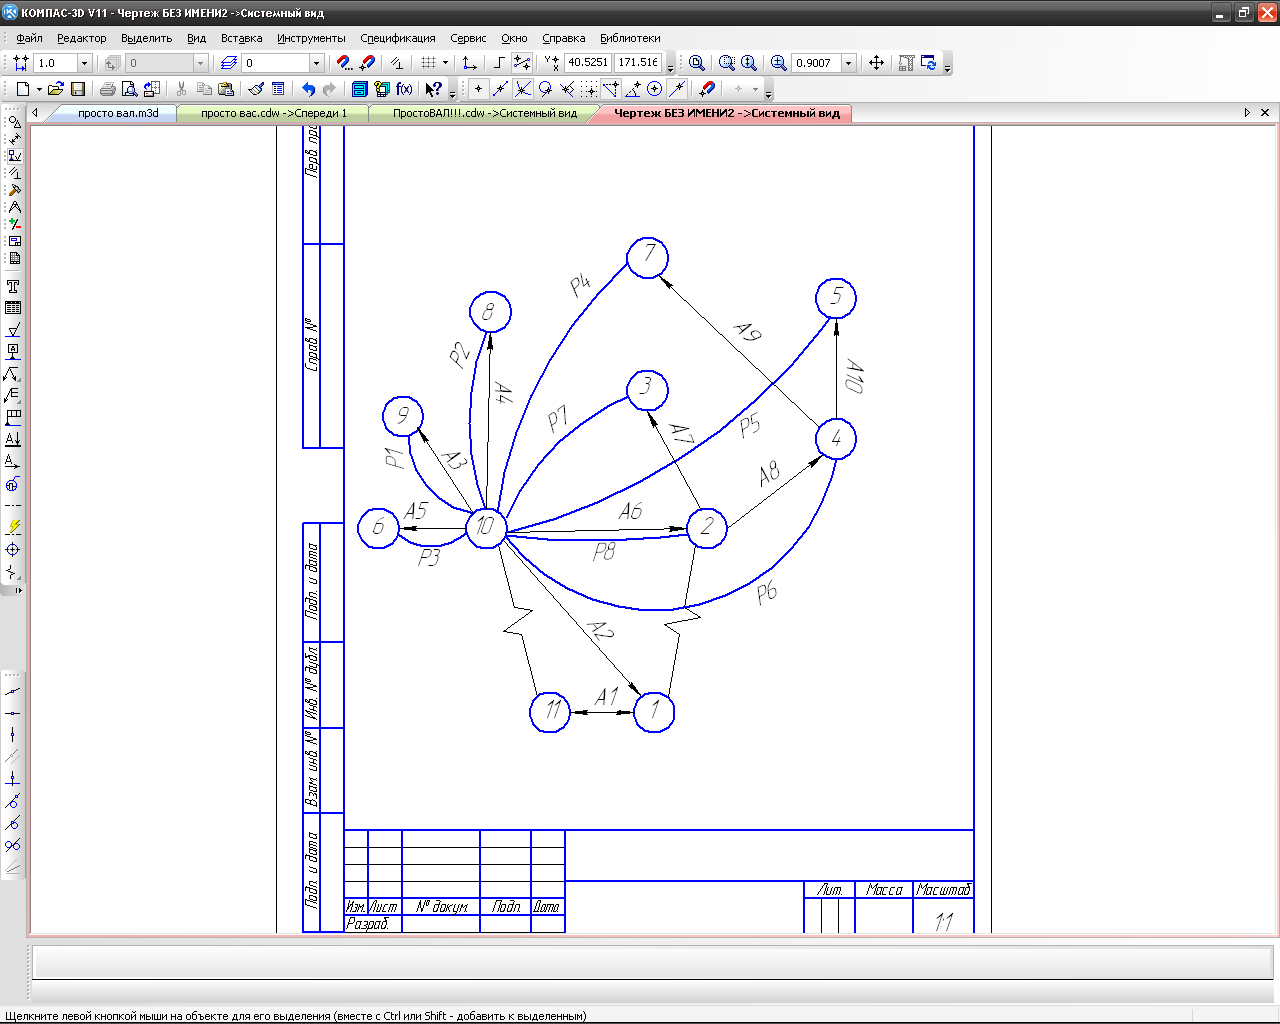 КОМПАС-3D V11 - Чертеж БЕЗ ИМЕНИ2 ->Системный вид
Файл Редактор Выделить Вид Вставка Инструменты Спецификация Сервис Окно Справка Библиотеки
1.0 0 0 40.5251 171.516 0.9007
f(x)
просто вал.m3d просто вас.cdw ->Спереди 1 ПростоВАЛ!!!.cdw ->Системный вид Чертеж БЕЗ ИМЕНИ2 ->Системный вид
Справ. №
Подп. и дата
Инв. № дубл.
Взам. инв. №
Подп. и дата
7
P4
5
8
A9
P2
A10
3
A4
9
P7
A7
P5
4
P1
A3
A8
A5
A6
6
10
2
P3
P8
P6
A2
A1
11
1
Лит. Масса Масштаб
Изм. Лист № докум. Подп. Дата
Разраб.
1:1
Щелкните левой кнопкой мыши на объекте для его выделения (вместе с Ctrl или Shift - добавить к выделенным)